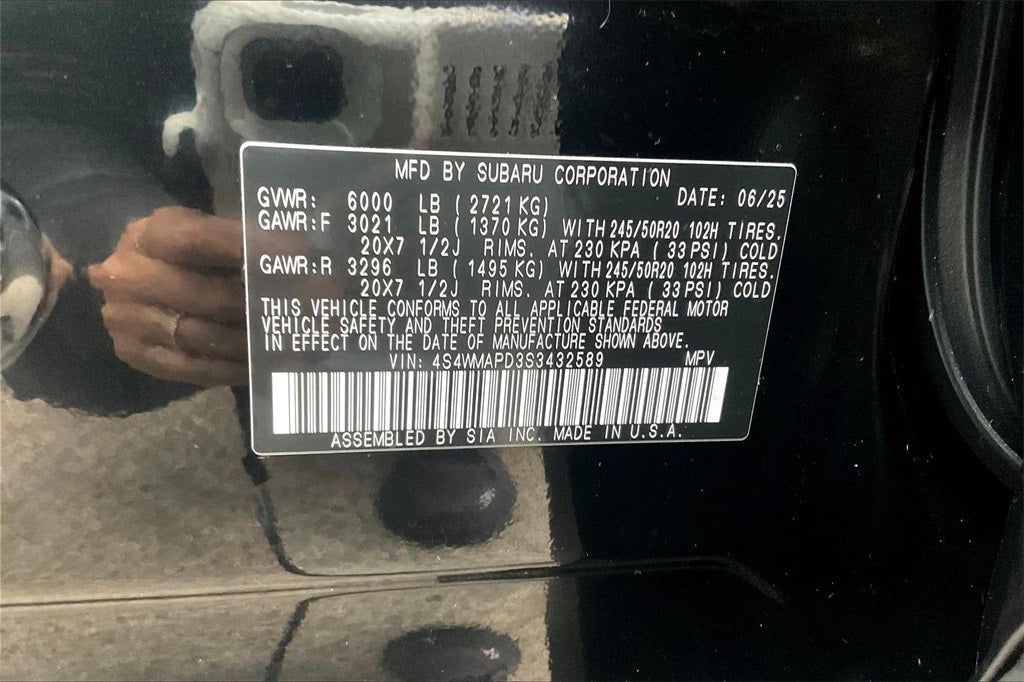 MFD BY SUBARU CORPORATION
GVWR: 6000 LB ( 2721 KG) DATE: 06/25
GAWR:F 3021 LB ( 1370 KG) WITH 245/50R20 102H TIRES.
20X7 1/2J RIMS. AT 230 KPA ( 33 PSI) COLD
GAWR:R 3296 LB ( 1495 KG) WITH 245/50R20 102H TIRES.
20X7 1/2J RIMS. AT 230 KPA ( 33 PSI) COLD
THIS VEHICLE CONFORMS TO ALL APPLICABLE FEDERAL MOTOR
VEHICLE SAFETY AND THEFT PREVENTION STANDARDS
IN EFFECT ON THE DATE OF MANUFACTURE SHOWN ABOVE.
VIN: 4S4WMAPD3S3432589 MPV
ASSEMBLED BY SIA INC. MADE IN U.S.A.